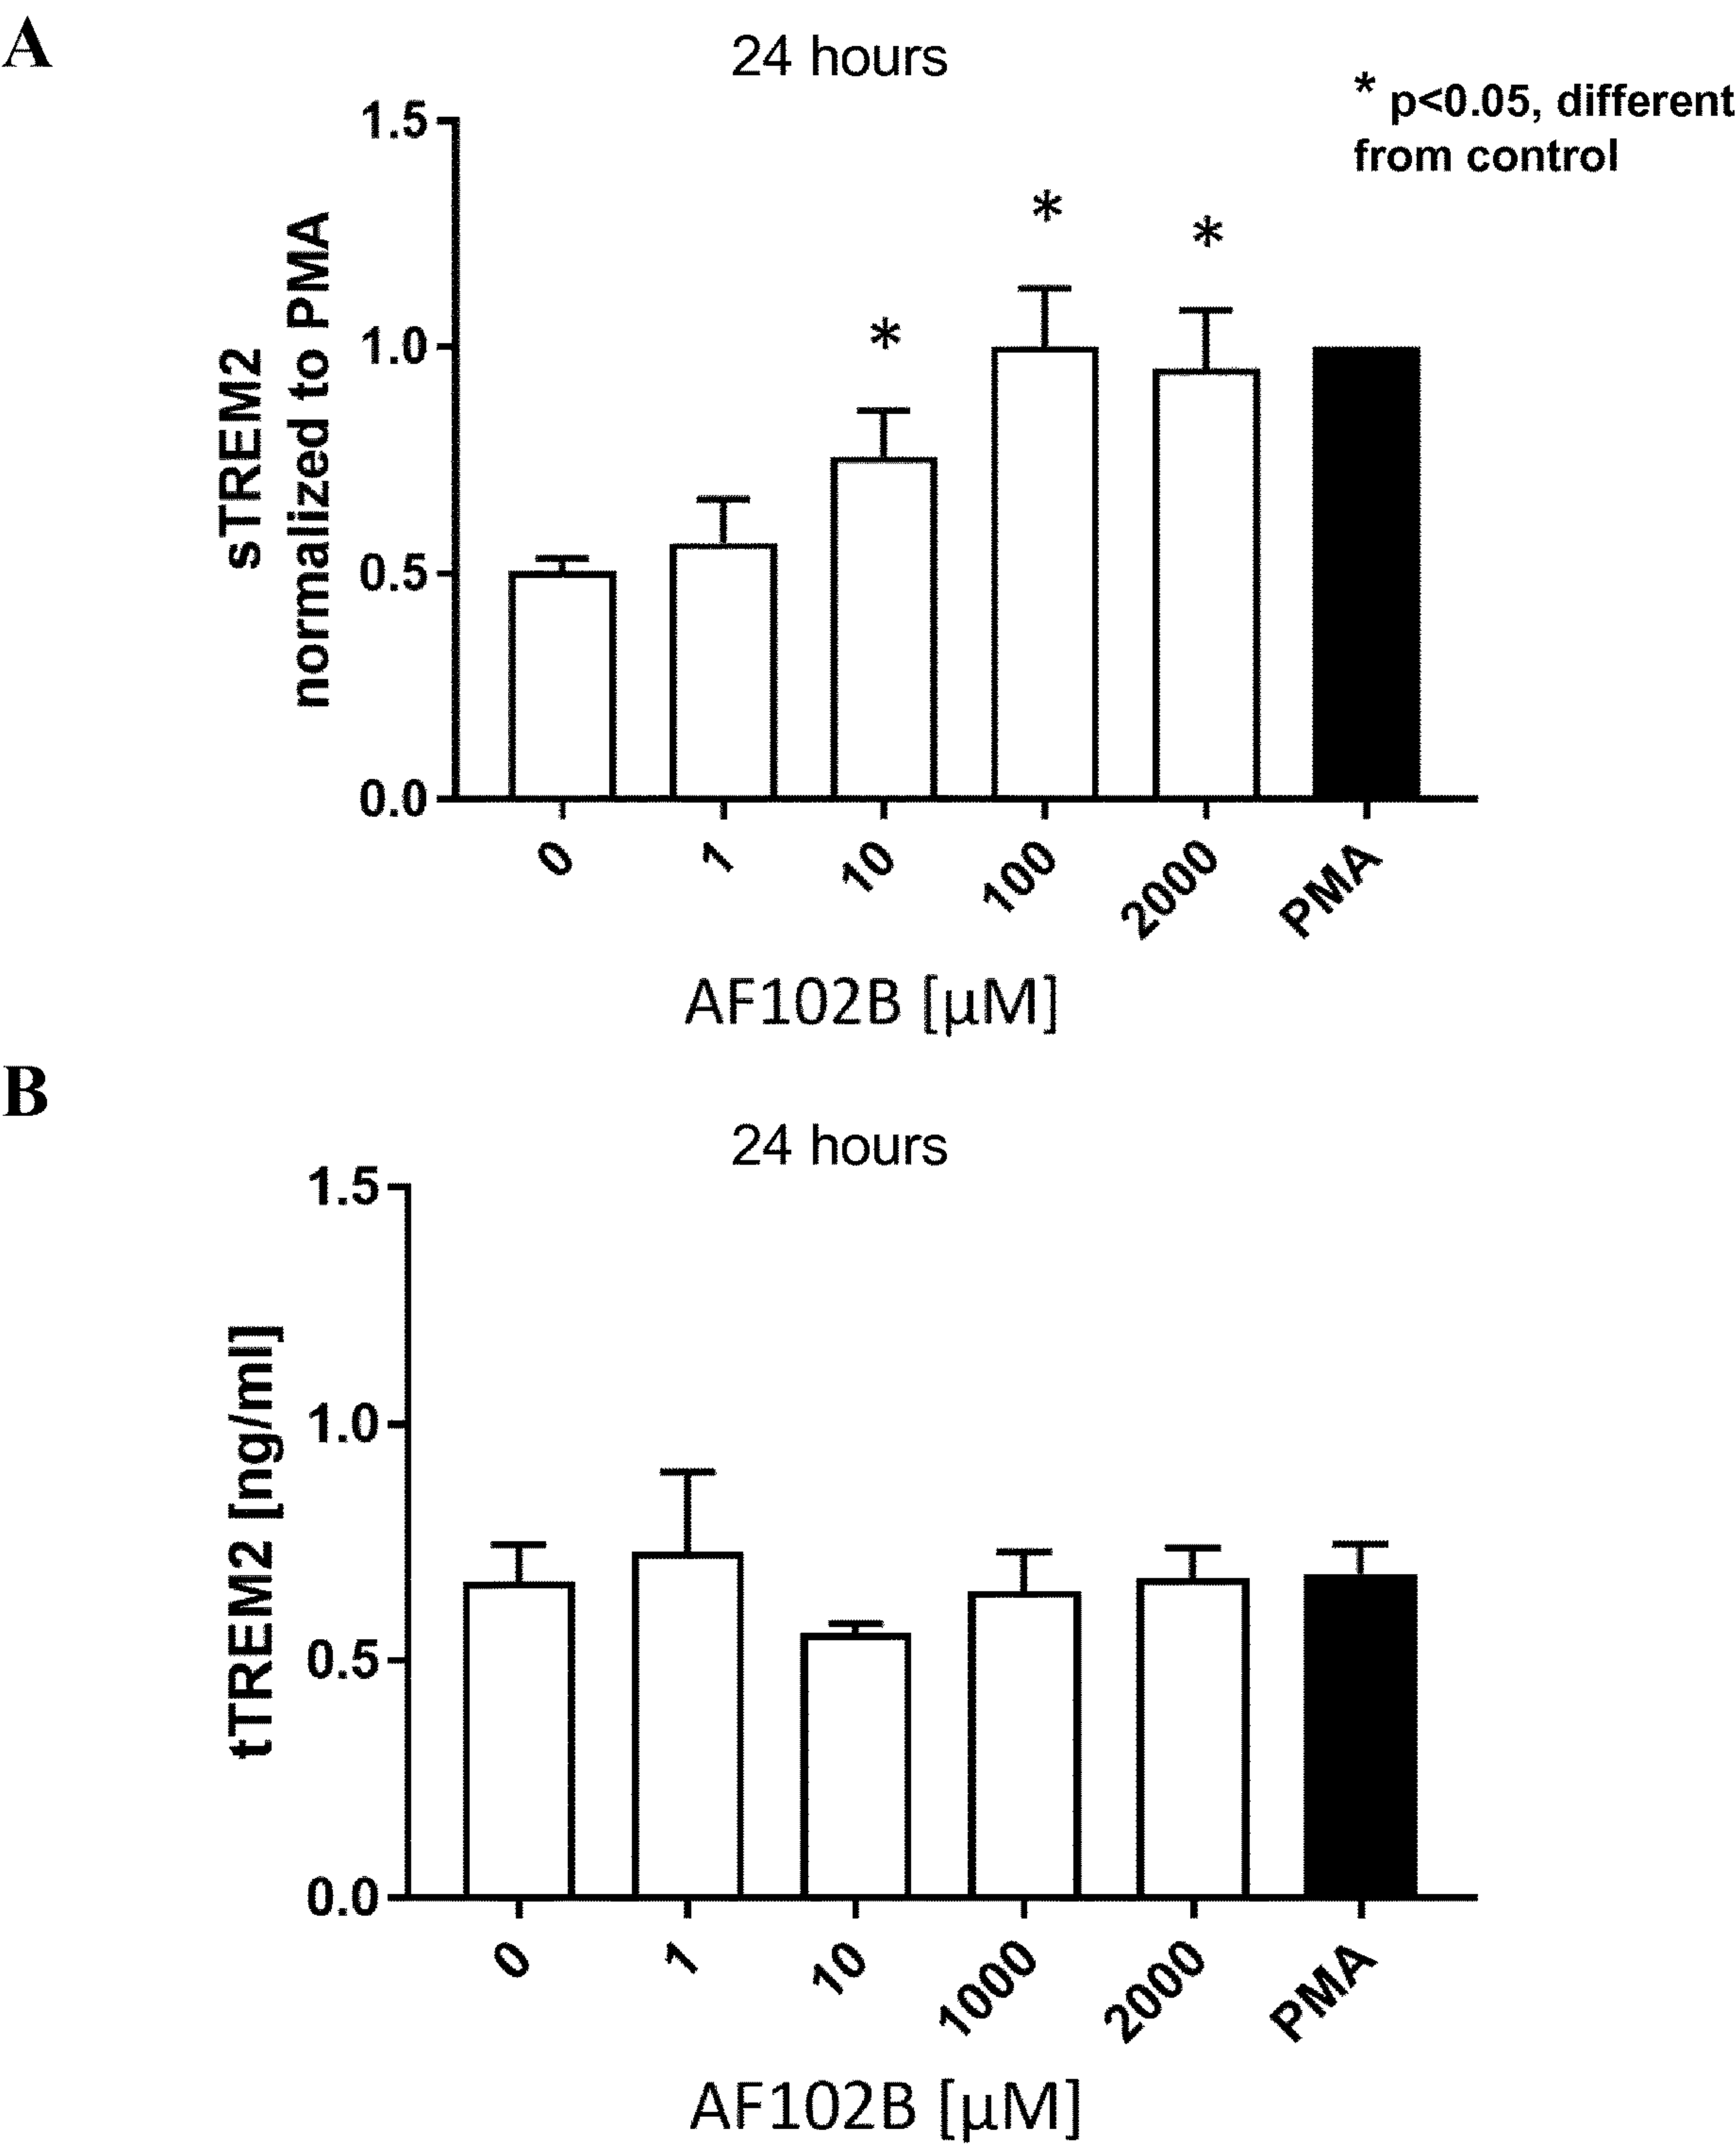 A
24 hours
* p<0.05, different
from control
sTREM2
normalized to PMA
1.5
1.0
0.5
0.0
*
*
*
0
1
10
100
2000
PMA
AF102B [μM]
B
24 hours
tTREM2 [ng/ml]
1.5
1.0
0.5
0.0
0
1
10
1000
2000
PMA
AF102B [μM]